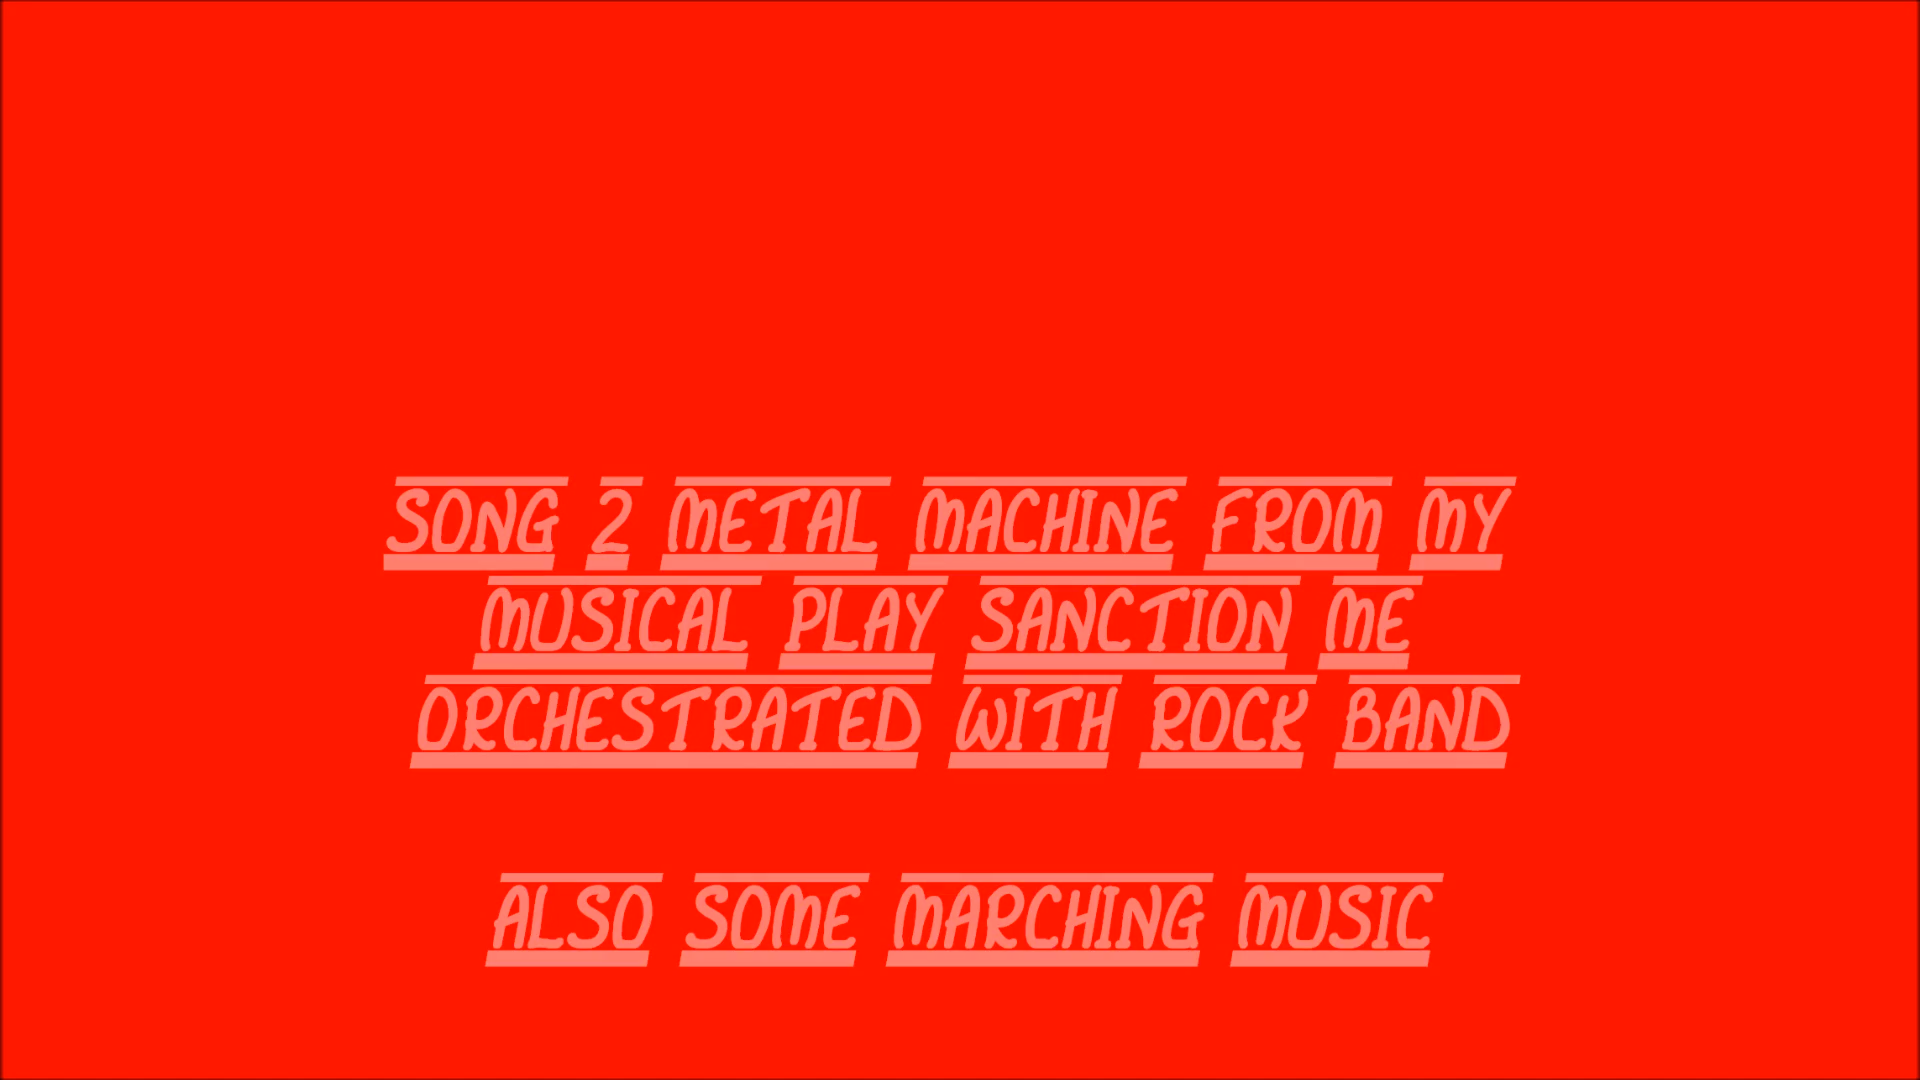 SONG 2 METAL MACHINE FROM MY
MUSICAL PLAY SANCTION ME
ORCHESTRATED WITH ROCK BAND
ALSO SOME MARCHING MUSIC